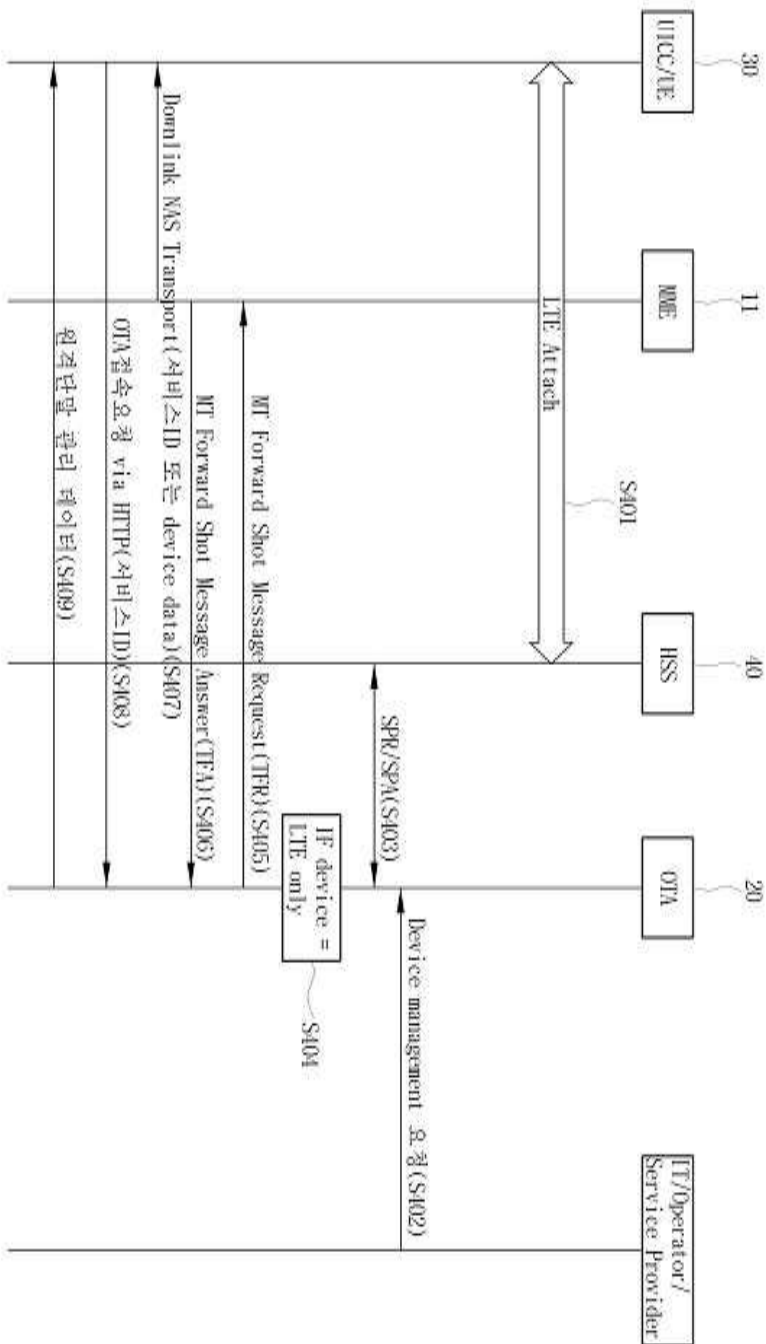 30
11
40
20
UICC/UE
MME
HSS
OTA
IT/Operator/
Service Provider
S401
LTE Attach
Device management 요청(S402)
SPR/SPA(S403)
IF device =
LTE only
S404
MT Forward Shot Message Request(TFR)(S405)
MT Forward Shot Message Answer(TFA)(S406)
Downlink NAS Transport(서비스ID 또는 device data)(S407)
OTA접속요청 via HTTP(서비스ID)(S408)
원격단말 관리 데이터(S409)